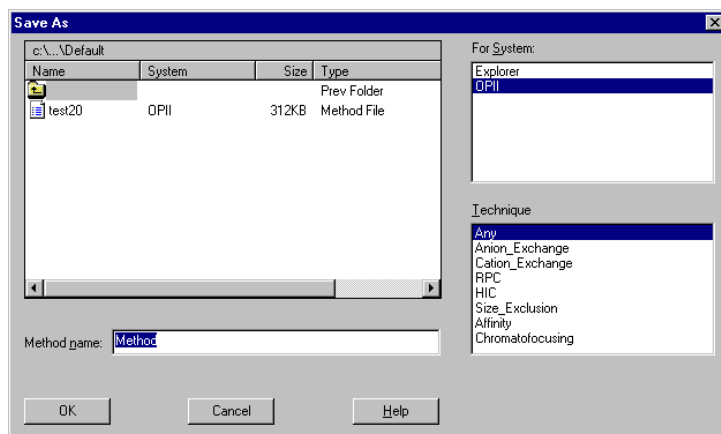 Save As
c:\...\Default
Name System Size Type
Prev Folder
test20 OPII 312KB Method File
Method name: Method
OK Cancel Help
For System:
Explorer
OPII
Technique
Any
Anion_Exchange
Cation_Exchange
RPC
HIC
Size_Exclusion
Affinity
Chromatofocusing